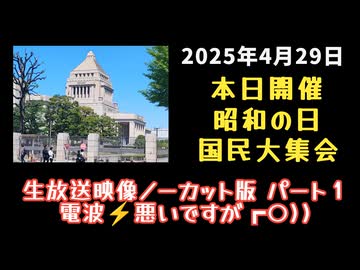 2025年4月29日
本日開催
昭和の日
国民大集会
生放送映像ノーカット版 パート1
電波⚡悪いですが┏〇))